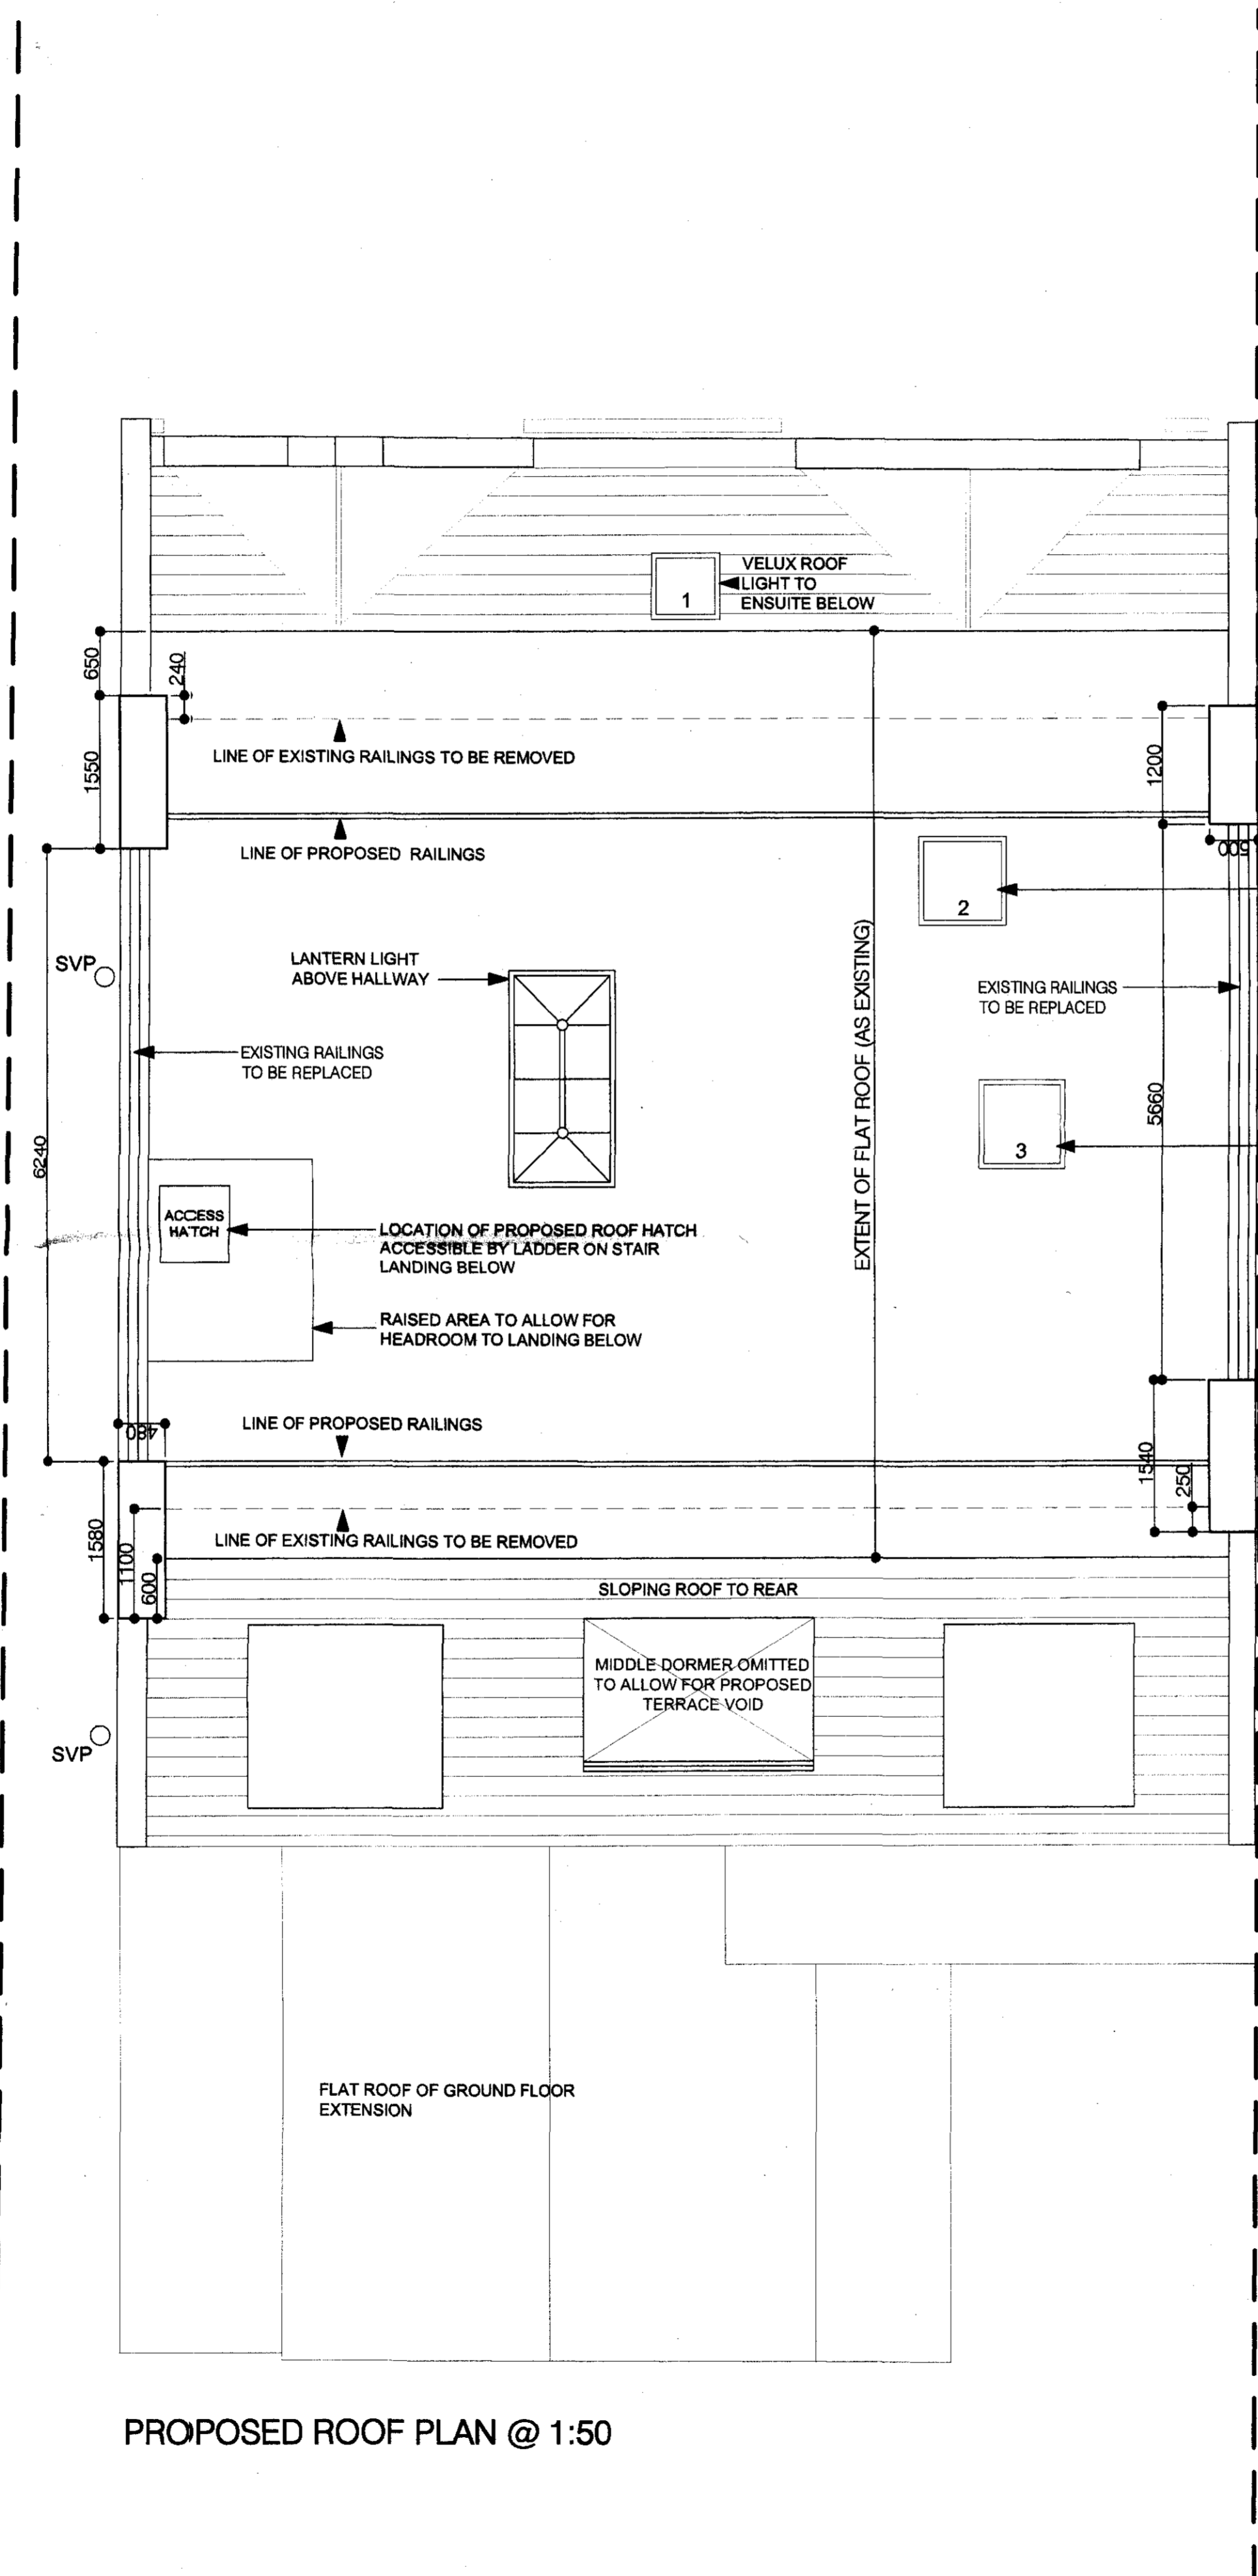 VELUX ROOF
LIGHT TO
ENSUITE BELOW
1
650
240
1550
LINE OF EXISTING RAILINGS TO BE REMOVED
1200
LINE OF PROPOSED RAILINGS
500
2
SVP
LANTERN LIGHT
ABOVE HALLWAY
EXTENT OF FLAT ROOF (AS EXISTING)
EXISTING RAILINGS
TO BE REPLACED
EXISTING RAILINGS
TO BE REPLACED
6240
5660
3
ACCESS
HATCH
LOCATION OF PROPOSED ROOF HATCH
ACCESSIBLE BY LADDER ON STAIR
LANDING BELOW
RAISED AREA TO ALLOW FOR
HEADROOM TO LANDING BELOW
480
LINE OF PROPOSED RAILINGS
1540
250
1580
1100
600
LINE OF EXISTING RAILINGS TO BE REMOVED
SLOPING ROOF TO REAR
MIDDLE DORMER OMITTED
TO ALLOW FOR PROPOSED
TERRACE VOID
SVP
FLAT ROOF OF GROUND FLOOR
EXTENSION
PROPOSED ROOF PLAN @ 1:50